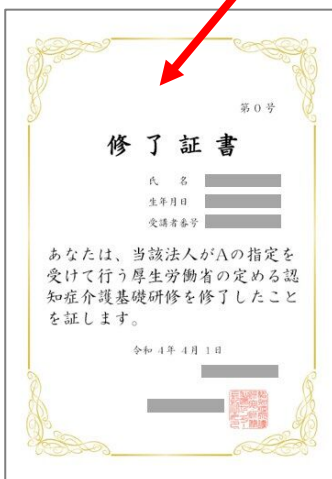 第0号
修了証書
氏 名
生年月日
受講者番号
あなたは、当該法人がAの指定を
受けて行う厚生労働省の定める認
知症介護基礎研修を修了したこと
を証します。
令和 4年 4月 1日